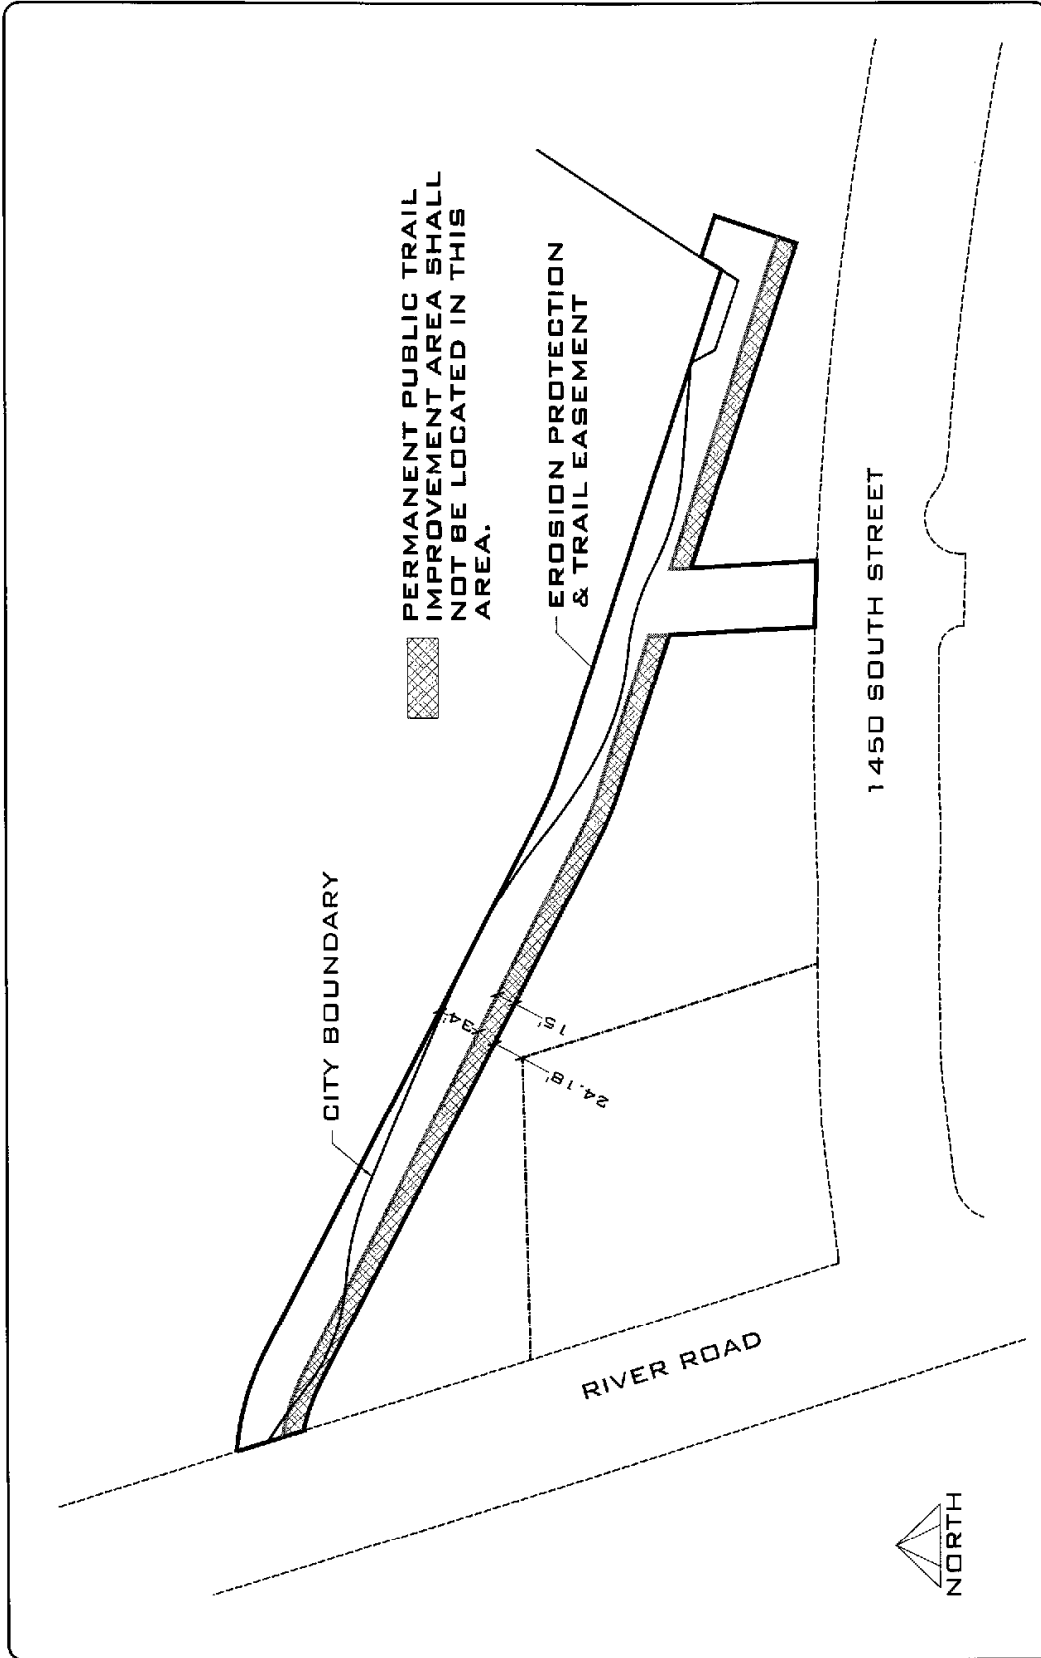 PERMANENT PUBLIC TRAIL
IMPROVEMENT AREA SHALL
NOT BE LOCATED IN THIS
AREA.
EROSION PROTECTION
& TRAIL EASEMENT
CITY BOUNDARY
34'
15'
24.18'
1450 SOUTH STREET
RIVER ROAD
NORTH